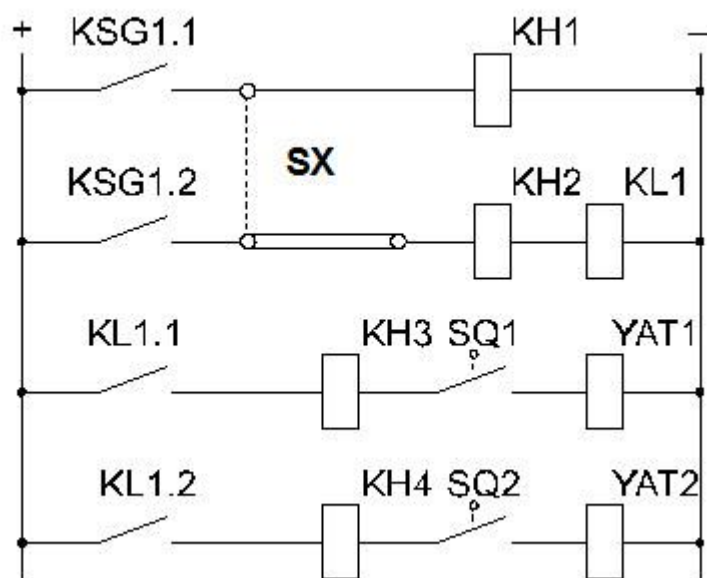 + KSG1.1 KH1 –
SX
KSG1.2 KH2 KL1
KL1.1 KH3 SQ1 YAT1
KL1.2 KH4 SQ2 YAT2